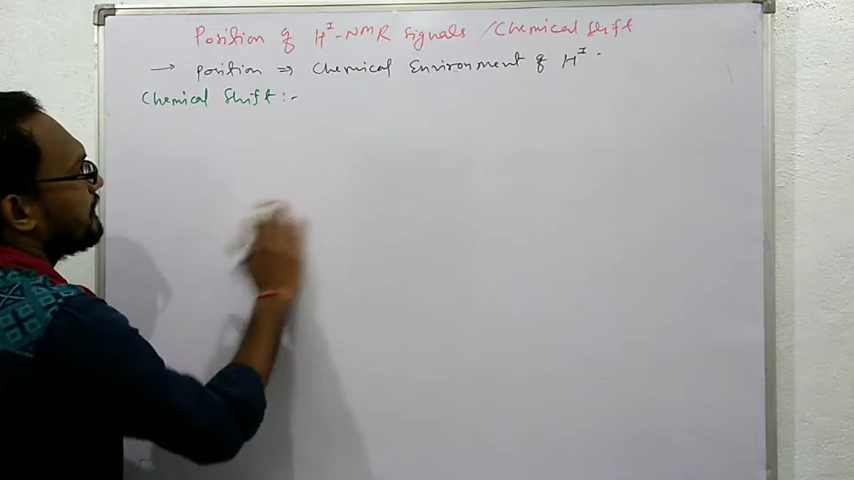 Position of H¹-NMR Signals /Chemical Shift
→ Position ⇒ Chemical Environment of H¹.
Chemical Shift :-